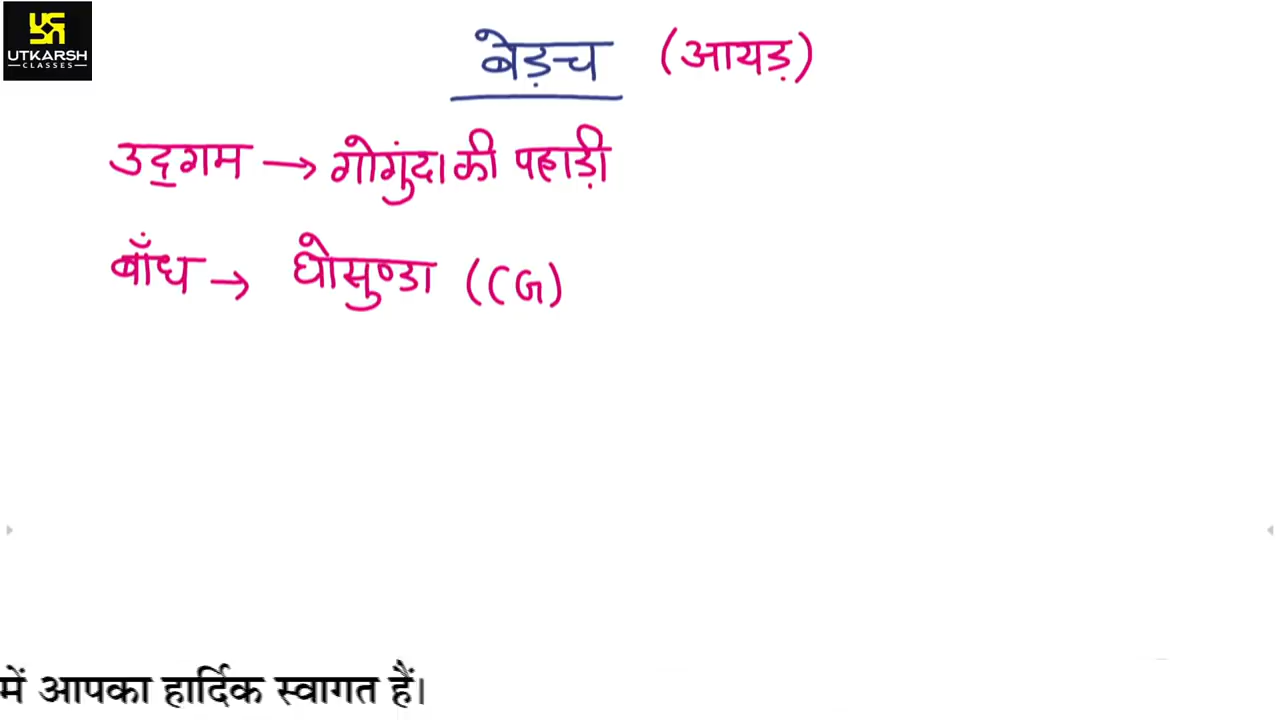 UTKARSH
CLASSES
बेड़च (आयड़)
उद्गम → गोगुंदा की पहाड़ी
बाँध → घोसुण्डा (CG)
में आपका हार्दिक स्वागत हैं।